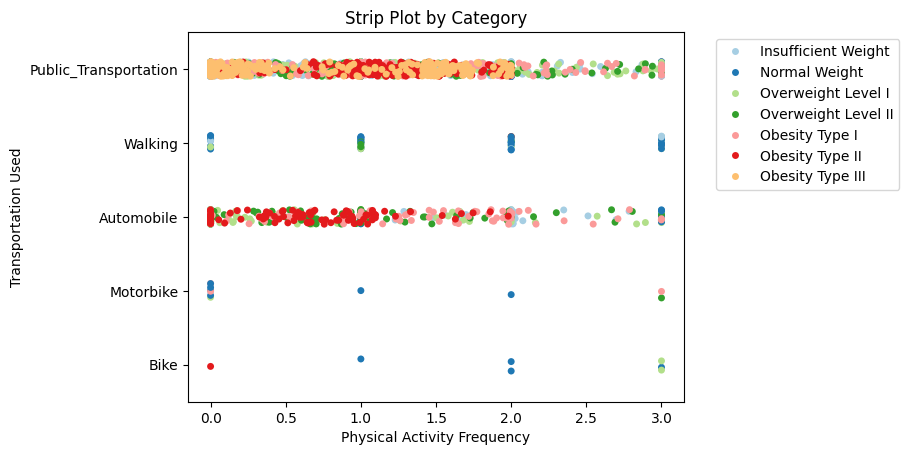 Strip Plot by Category
Transportation Used
Public_Transportation
Walking
Automobile
Motorbike
Bike
0.0 0.5 1.0 1.5 2.0 2.5 3.0
Physical Activity Frequency
Insufficient Weight
Normal Weight
Overweight Level I
Overweight Level II
Obesity Type I
Obesity Type II
Obesity Type III